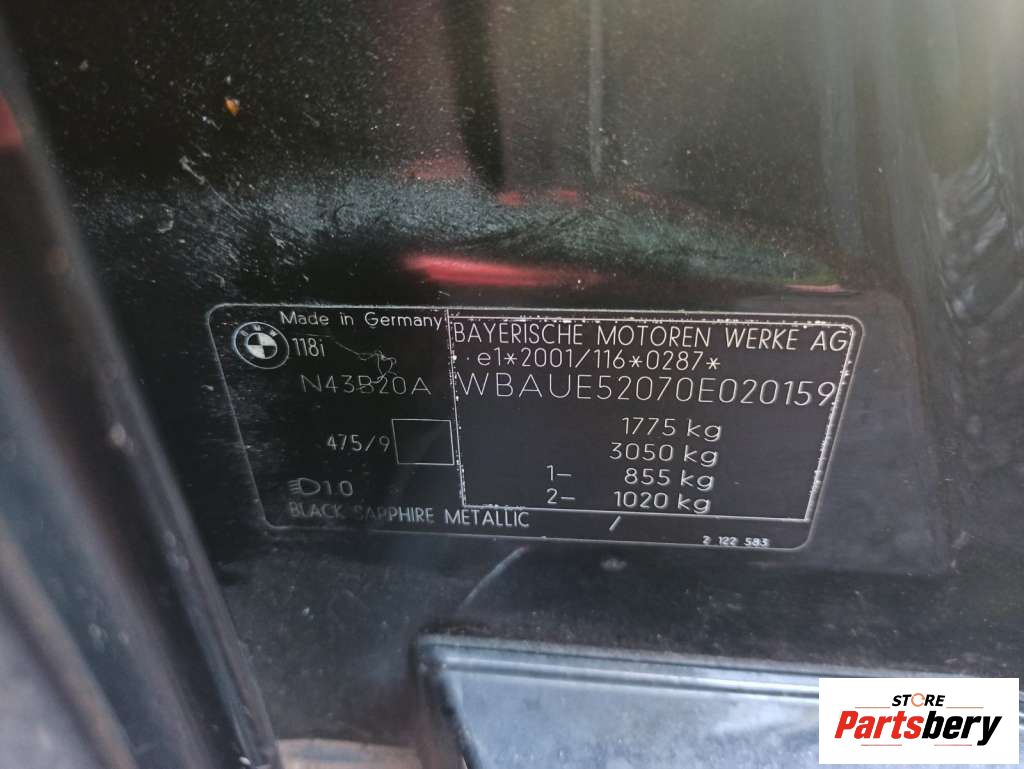 Made in Germany
118i
N43B20A
475/9
1.0
BLACK SAPPHIRE METALLIC /
BAYERISCHE MOTOREN WERKE AG
e1*2001/116*0287*
WBAUE52070E020159
1775 kg
3050 kg
1- 855 kg
2- 1020 kg
2 122 583
STORE
Partsbery